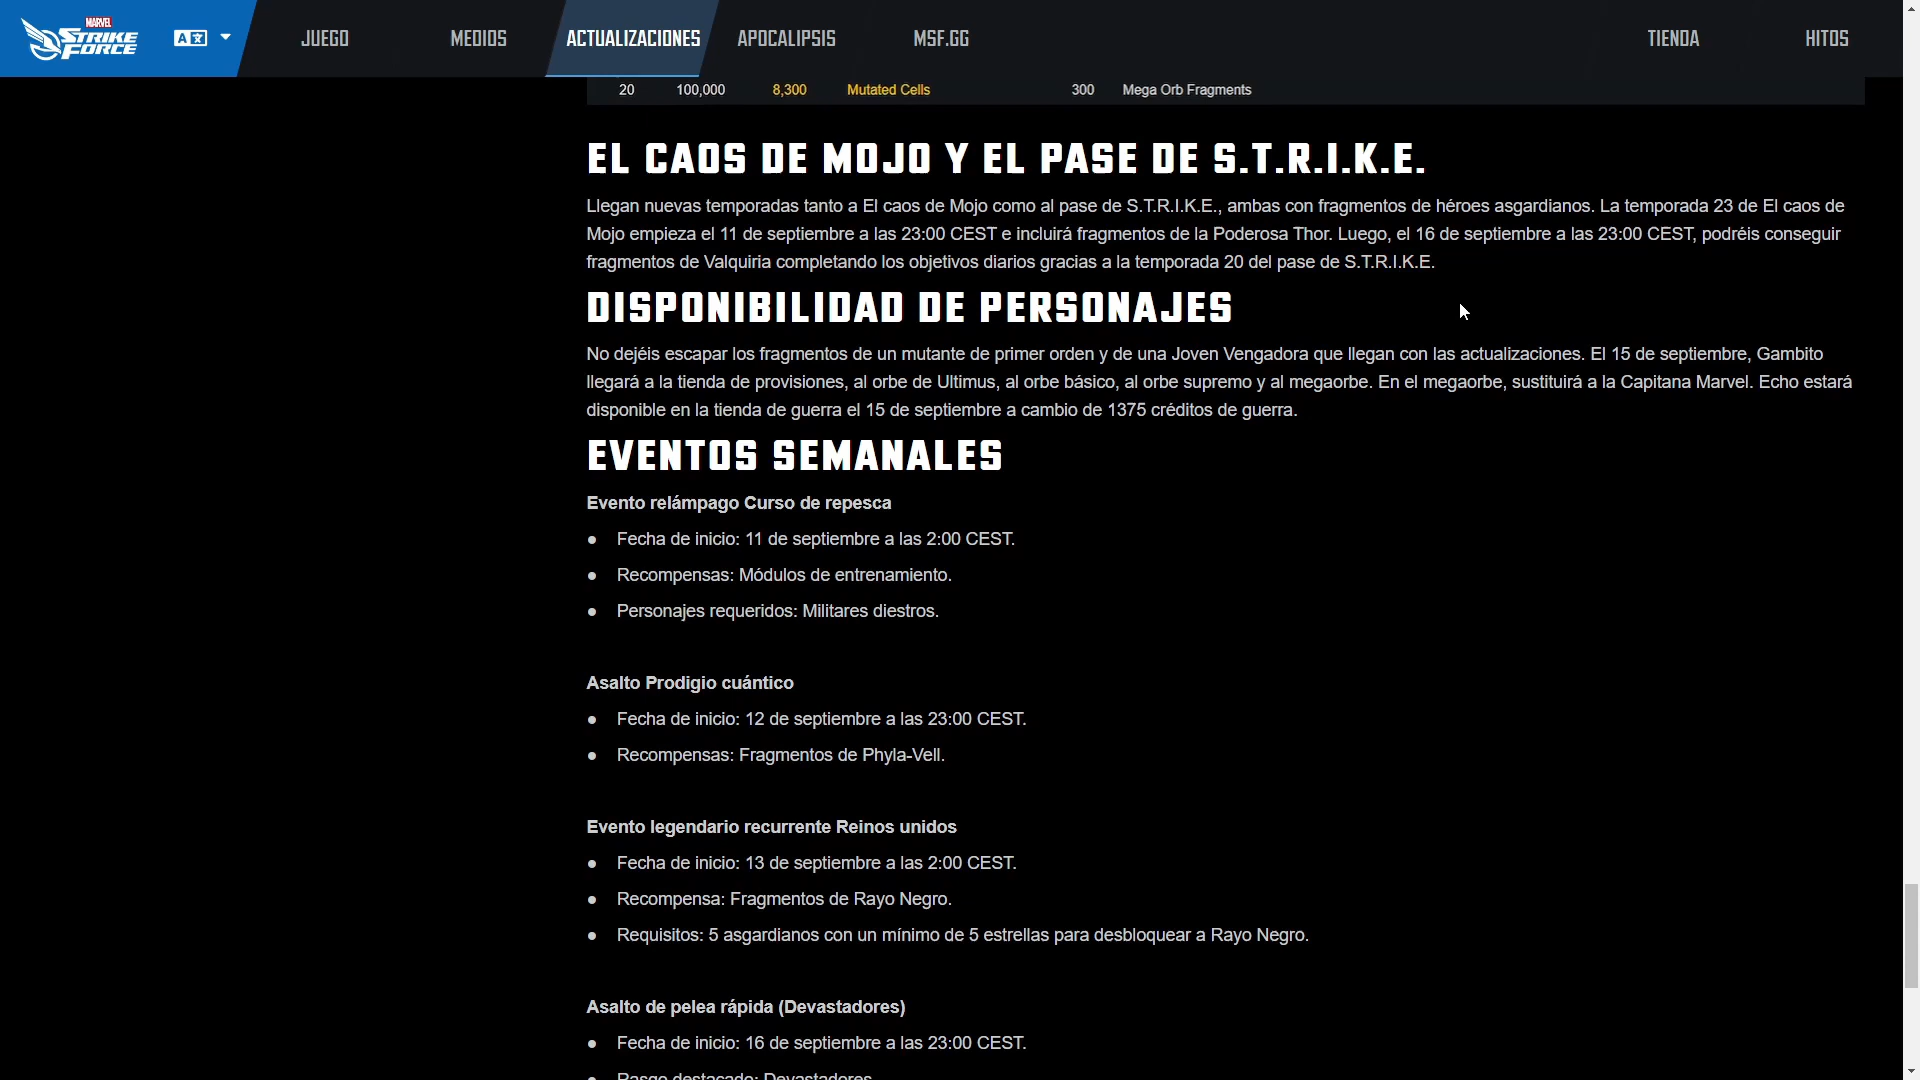 MARVEL
STRIKE
FORCE
JUEGO
MEDIOS
ACTUALIZACIONES
APOCALIPSIS
MSF.GG
TIENDA
HITOS
20 100,000 8,300 Mutated Cells 300 Mega Orb Fragments
EL CAOS DE MOJO Y EL PASE DE S.T.R.I.K.E.
Llegan nuevas temporadas tanto a El caos de Mojo como al pase de S.T.R.I.K.E., ambas con fragmentos de héroes asgardianos. La temporada 23 de El caos de
Mojo empieza el 11 de septiembre a las 23:00 CEST e incluirá fragmentos de la Poderosa Thor. Luego, el 16 de septiembre a las 23:00 CEST, podréis conseguir
fragmentos de Valquiria completando los objetivos diarios gracias a la temporada 20 del pase de S.T.R.I.K.E.
DISPONIBILIDAD DE PERSONAJES
No dejéis escapar los fragmentos de un mutante de primer orden y de una Joven Vengadora que llegan con las actualizaciones. El 15 de septiembre, Gambito
llegará a la tienda de provisiones, al orbe de Ultimus, al orbe básico, al orbe supremo y al megaorbe. En el megaorbe, sustituirá a la Capitana Marvel. Echo estará
disponible en la tienda de guerra el 15 de septiembre a cambio de 1375 créditos de guerra.
EVENTOS SEMANALES
Evento relámpago Curso de repesca
● Fecha de inicio: 11 de septiembre a las 2:00 CEST.
● Recompensas: Módulos de entrenamiento.
● Personajes requeridos: Militares diestros.
Asalto Prodigio cuántico
● Fecha de inicio: 12 de septiembre a las 23:00 CEST.
● Recompensas: Fragmentos de Phyla-Vell.
Evento legendario recurrente Reinos unidos
● Fecha de inicio: 13 de septiembre a las 2:00 CEST.
● Recompensa: Fragmentos de Rayo Negro.
● Requisitos: 5 asgardianos con un mínimo de 5 estrellas para desbloquear a Rayo Negro.
Asalto de pelea rápida (Devastadores)
● Fecha de inicio: 16 de septiembre a las 23:00 CEST.
● Rasgo destacado: Devastadores.